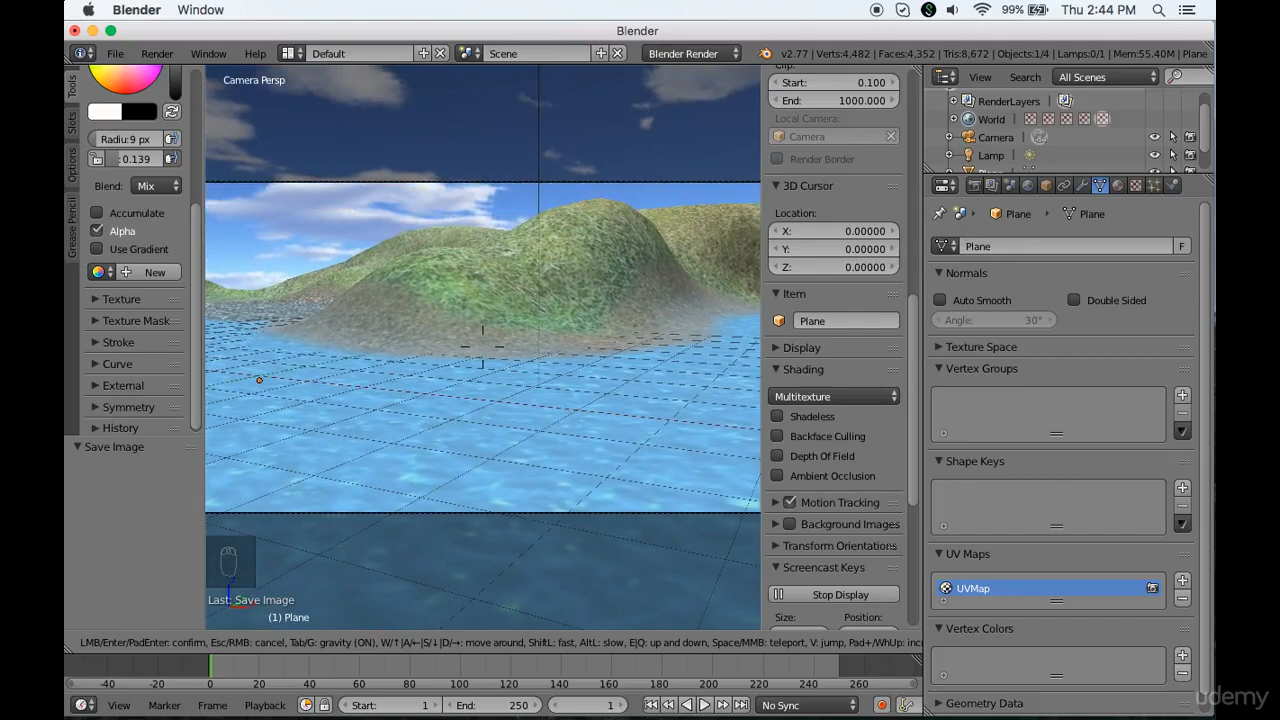 Blender Window 99% Thu 2:44 PM
Blender
File Render Window Help Default Scene Blender Render v2.77 | Verts:4,482 | Faces:4,352 | Tris:8,672 | Objects:1/4 | Lamps:0/1 | Mem:55.40M | Plane
Tools
Slots
Options
Grease Pencil
Radiu:9 px
:0.139
Blend: Mix
Accumulate
Alpha
Use Gradient
New
Texture
Texture Mask
Stroke
Curve
External
Symmetry
History
Save Image
Camera Persp
Last: Save Image
(1) Plane
Clip:
Start: 0.100
End: 1000.000
Local Camera:
Camera
Render Border
3D Cursor
Location:
X: 0.00000
Y: 0.00000
Z: 0.00000
Item
Plane
Display
Shading
Multitexture
Shadeless
Backface Culling
Depth Of Field
Ambient Occlusion
Motion Tracking
Background Images
Transform Orientations
Screencast Keys
Stop Display
Size: Position:
View Search All Scenes
RenderLayers
World
Camera
Lamp
Plane Plane
Plane F
Normals
Auto Smooth Double Sided
Angle: 30°
Texture Space
Vertex Groups
Shape Keys
UV Maps
UVMap
Vertex Colors
Geometry Data
LMB/Enter/PadEnter: confirm, Esc/RMB: cancel, Tab/G: gravity (ON), W/↑|A/←|S/↓|D/→: move around, ShiftL: fast, AltL: slow, E|Q: up and down, Space/MMB: teleport, V: jump, Pad+/WhUp: inc
-40 -20 0 20 40 60 80 100 120 140 160 180 200 220 240 260
View Marker Frame Playback Start: 1 End: 250 1 No Sync
udemy